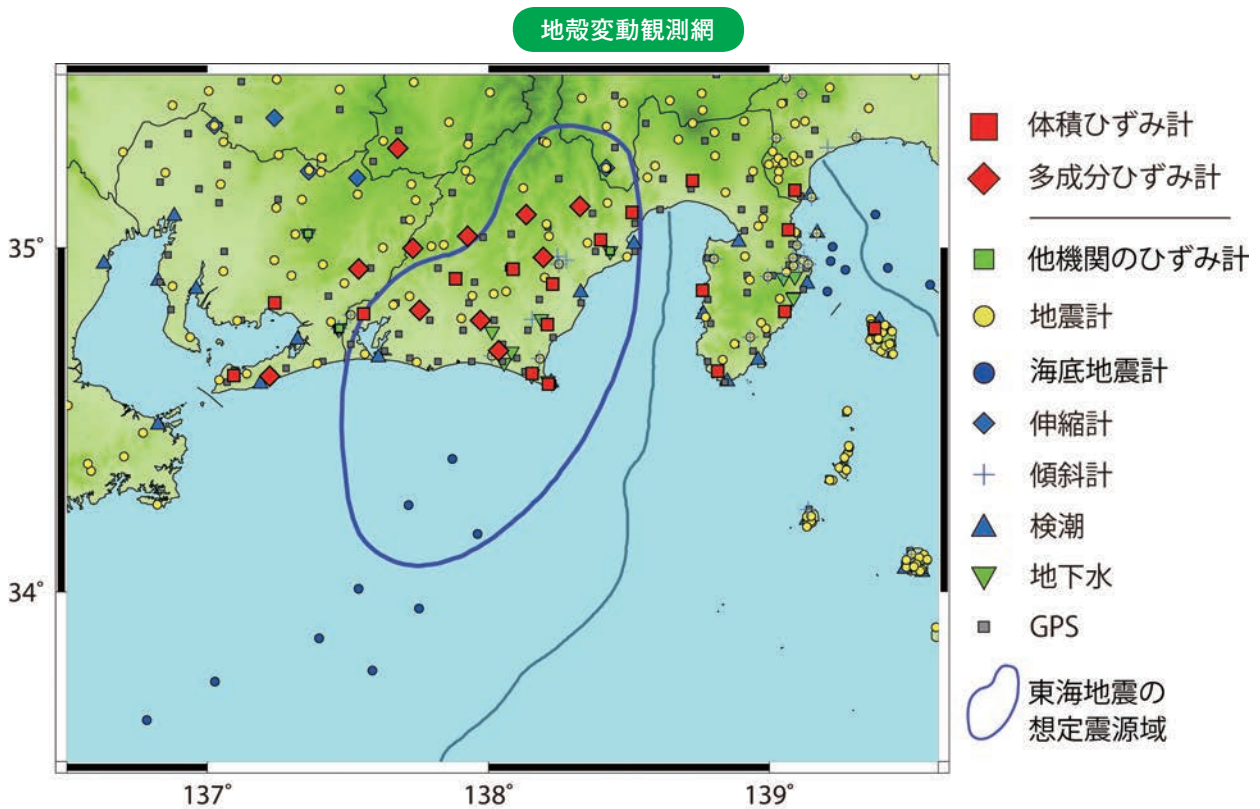 地殻変動観測網
体積ひずみ計
多成分ひずみ計
他機関のひずみ計
地震計
海底地震計
伸縮計
傾斜計
検潮
地下水
GPS
東海地震の
想定震源域
35°
34°
137°
138°
139°